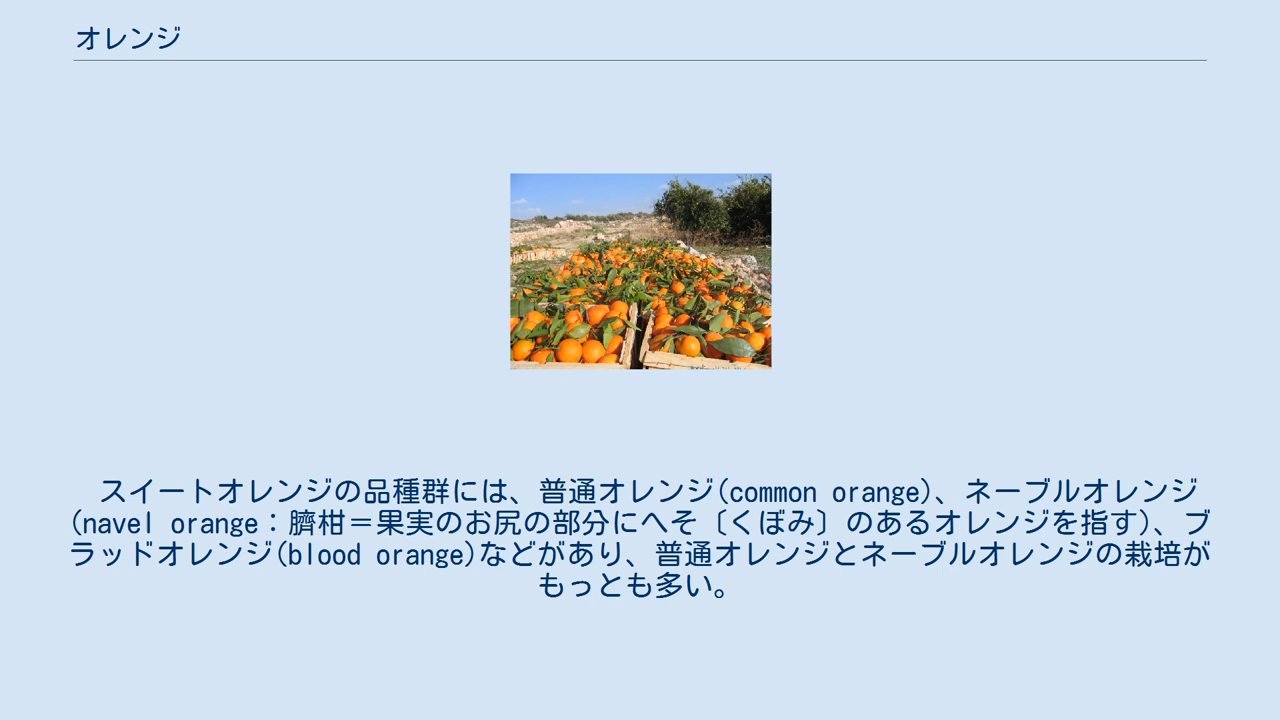 オレンジ
スイートオレンジの品種群には、普通オレンジ(common orange)、ネーブルオレンジ
(navel orange：臍柑＝果実のお尻の部分にへそ〔くぼみ〕のあるオレンジを指す)、ブ
ラッドオレンジ(blood orange)などがあり、普通オレンジとネーブルオレンジの栽培が
もっとも多い。